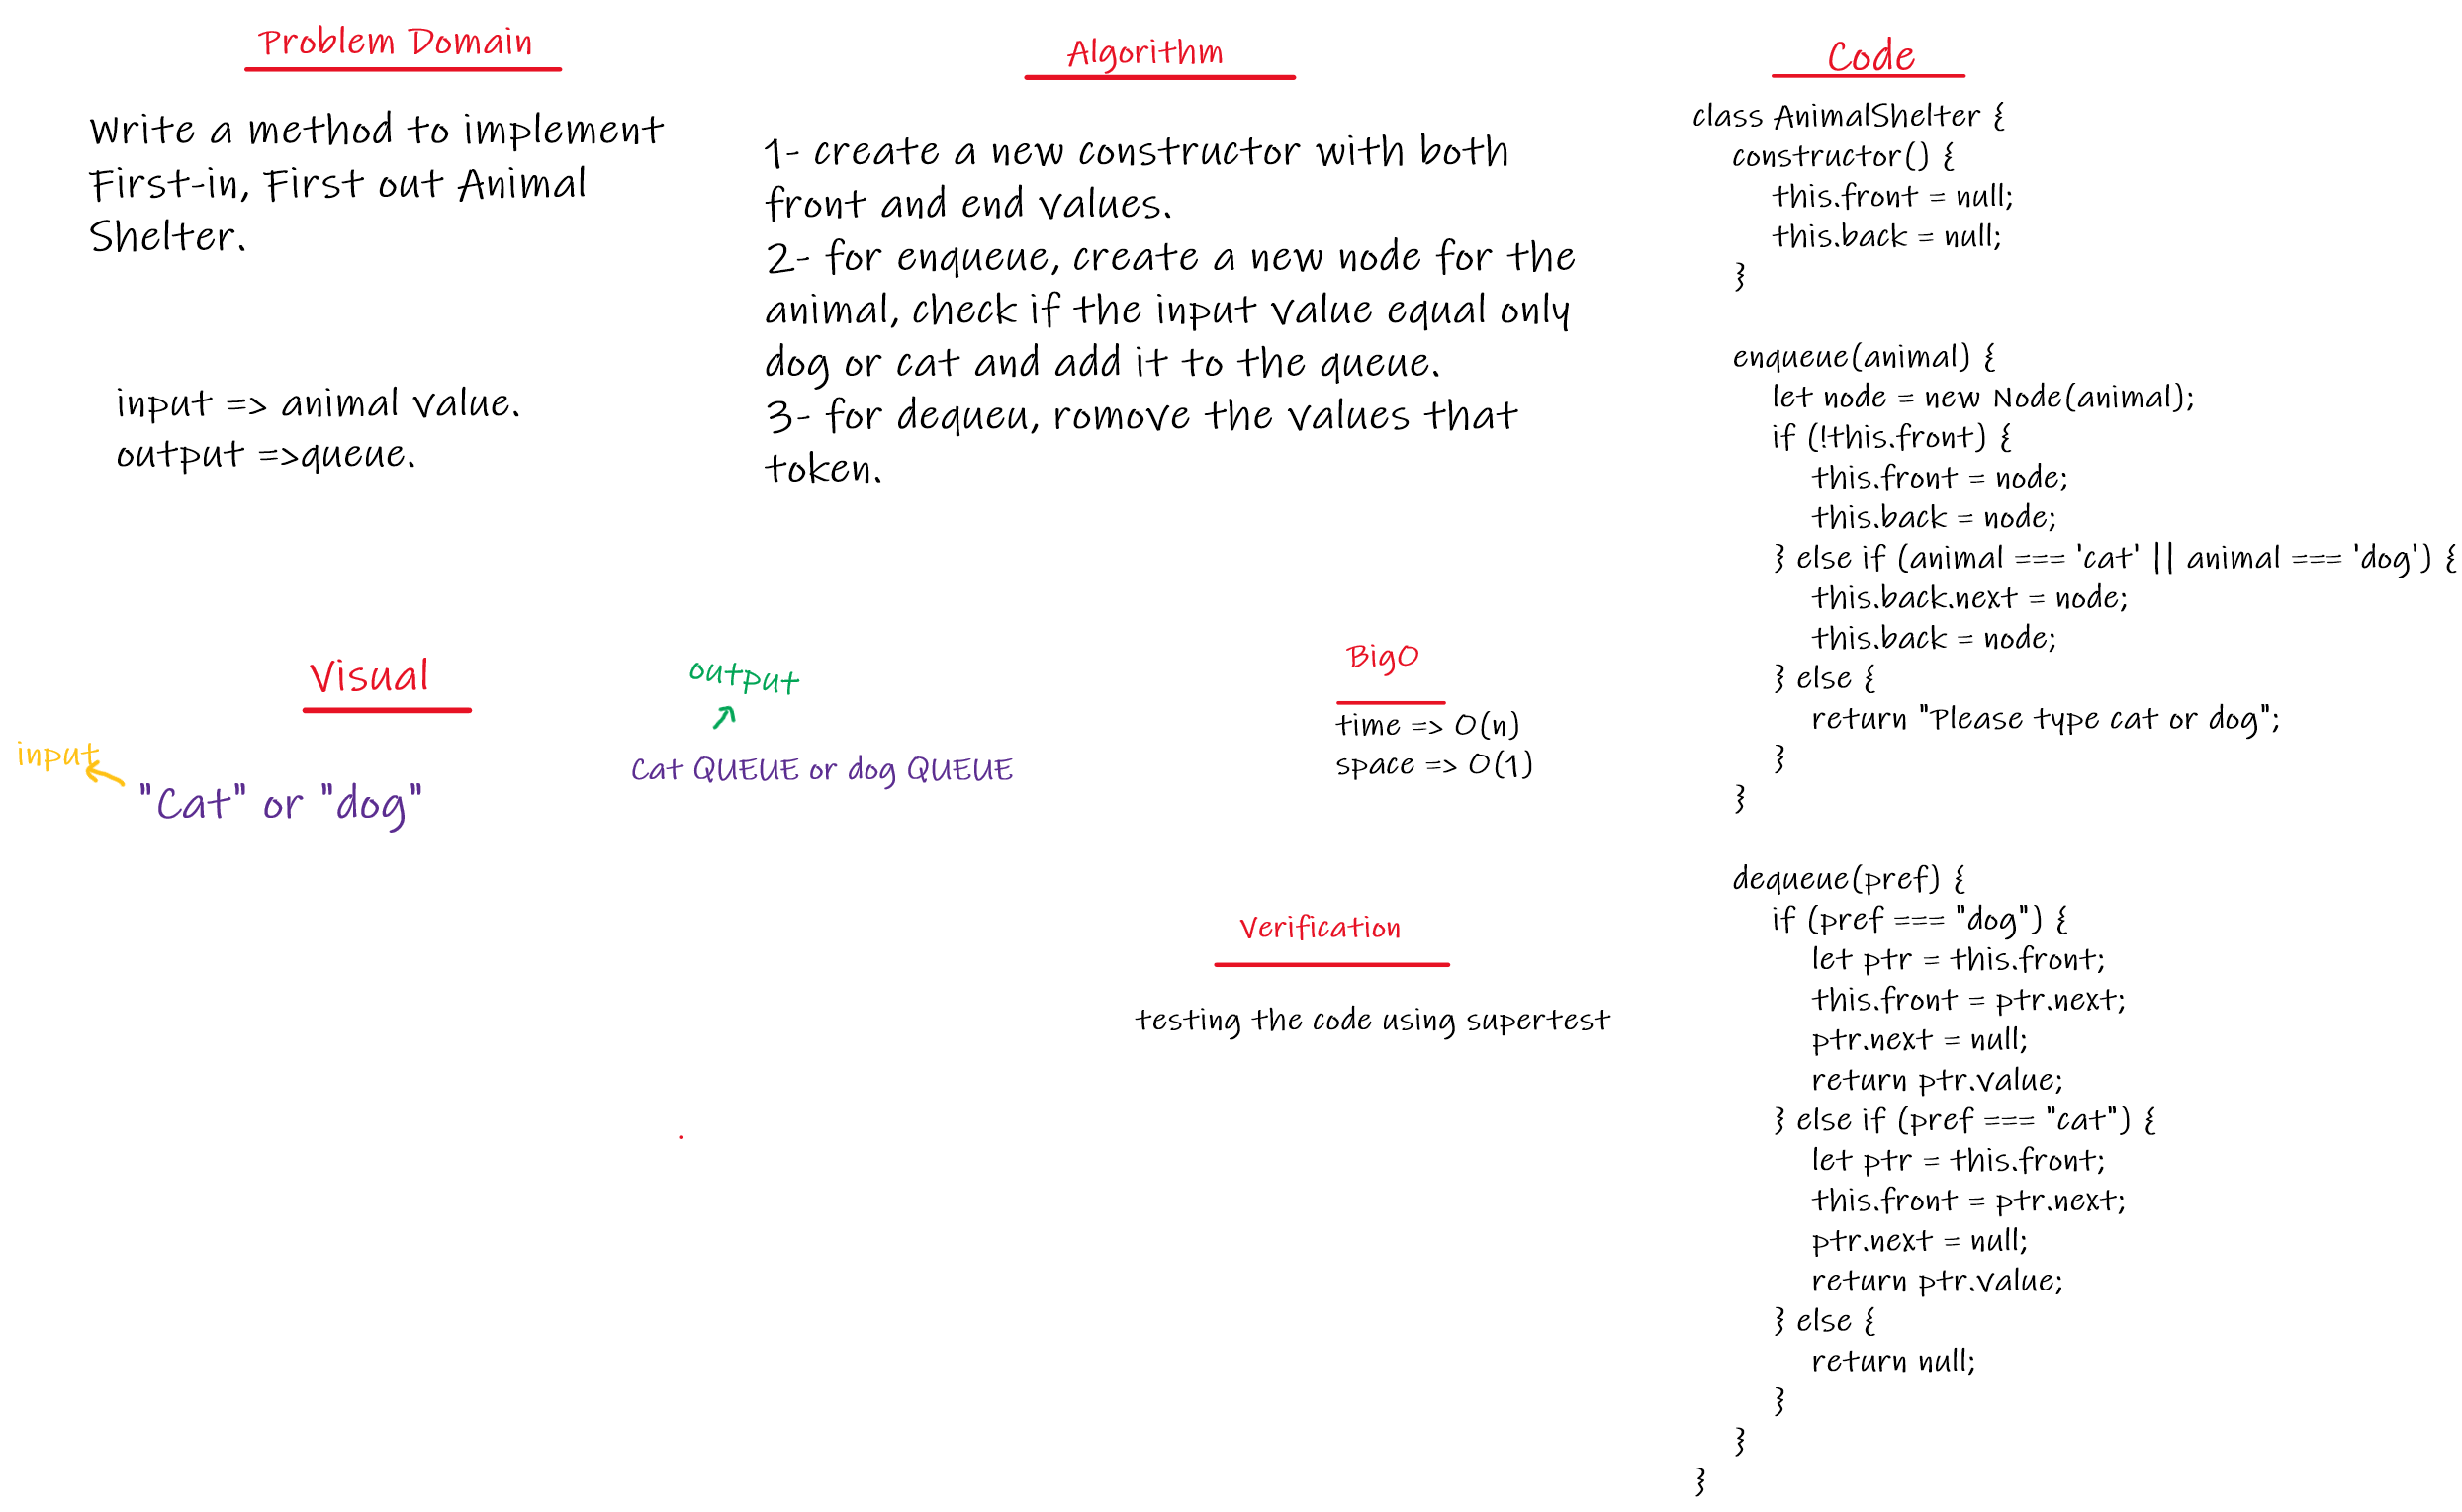 Problem Domain
Write a method to implement
First-in, First out Animal
Shelter.
input => animal value.
output =>queue.
Algorithm
1- create a new constructor with both
front and end values.
2- for enqueue, create a new node for the
animal, check if the input value equal only
dog or cat and add it to the queue.
3- for dequeu, romove the values that
token.
Visual
input
"Cat" or "dog"
output
Cat QUEUE or dog QUEUE
BigO
time => O(n)
space => O(1)
Verification
testing the code using supertest
Code
class AnimalShelter {
constructor() {
this.front = null;
this.back = null;
}
enqueue(animal) {
let node = new Node(animal);
if (!this.front) {
this.front = node;
this.back = node;
} else if (animal === 'cat' || animal === 'dog') {
this.back.next = node;
this.back = node;
} else {
return "Please type cat or dog";
}
}
dequeue(pref) {
if (pref === "dog") {
let ptr = this.front;
this.front = ptr.next;
ptr.next = null;
return ptr.value;
} else if (pref === "cat") {
let ptr = this.front;
this.front = ptr.next;
ptr.next = null;
return ptr.value;
} else {
return null;
}
}
}